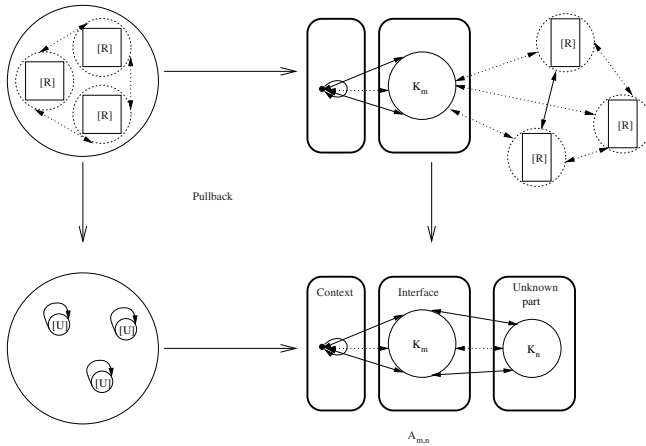 [R]
[R]
[R]
K_m
[R]
[R]
[R]
Pullback
Context
Interface
Unknown
part
[U]
[U]
[U]
K_m
K_n
A_m,n